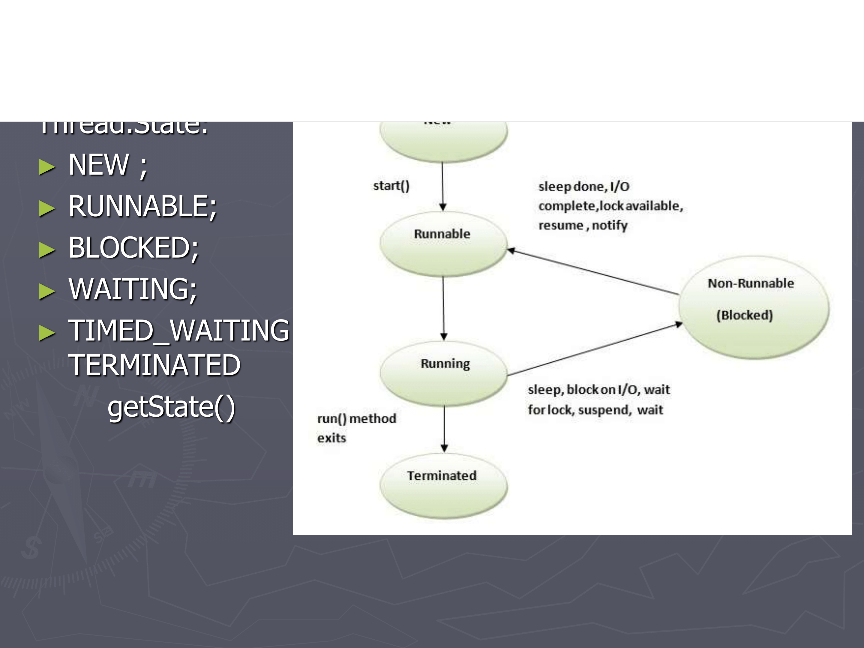 Thread.State:
► NEW ;
► RUNNABLE;
► BLOCKED;
► WAITING;
► TIMED_WAITING
TERMINATED
getState()
New
start()
sleep done, I/O
complete,lock available,
resume , notify
Runnable
Non-Runnable
(Blocked)
Running
sleep, block on I/O, wait
for lock, suspend, wait
run() method
exits
Terminated
N
S